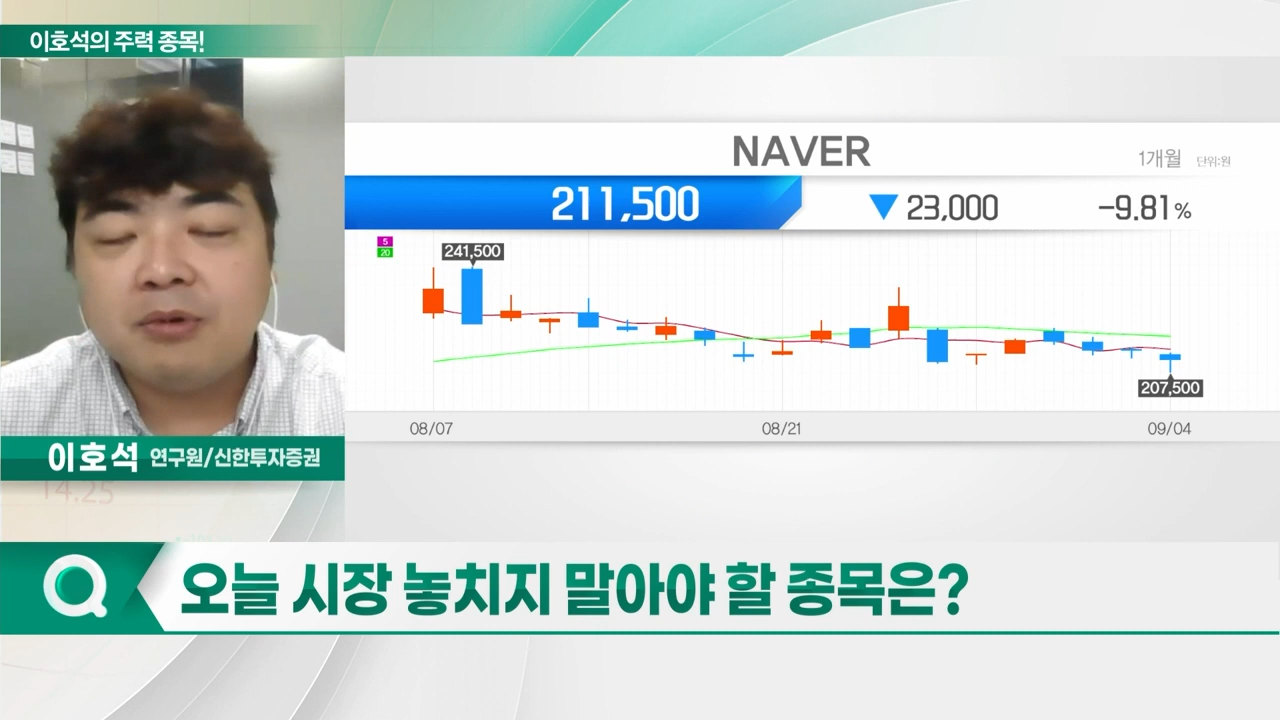 이호석의 주력 종목!
NAVER
1개월 단위:원
211,500 ▼ 23,000 -9.81%
5
20
241,500
207,500
08/07 08/21 09/04
이호석 연구원/신한투자증권
14.25
Q 오늘 시장 놓치지 말아야 할 종목은?